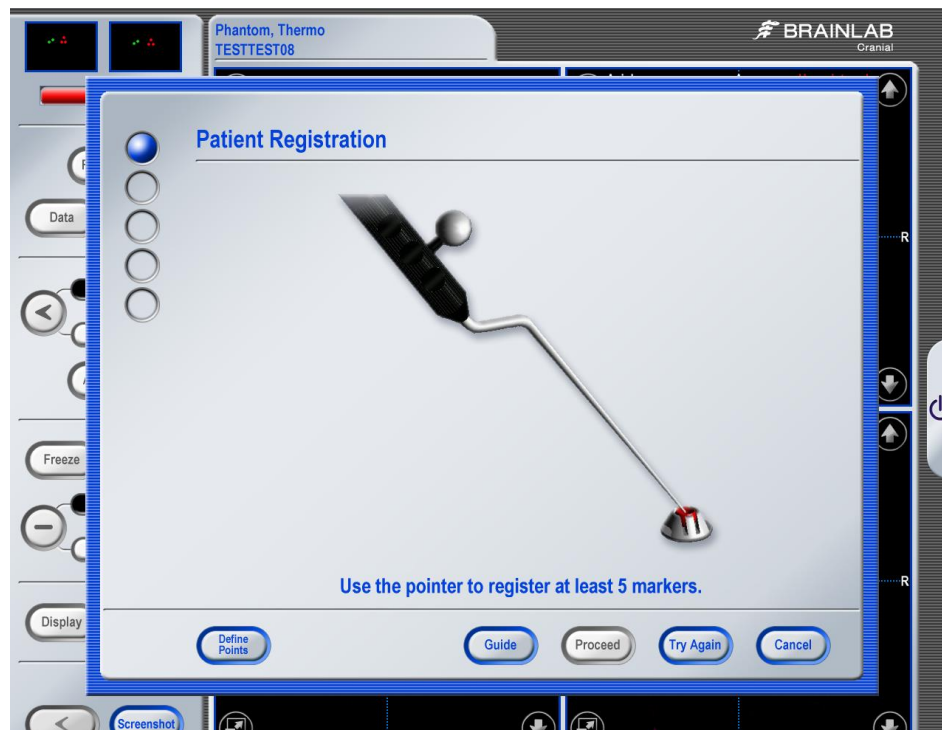 Phantom, Thermo
TESTTEST08
BRAINLAB
Cranial
Patient Registration
Data
R
Freeze
Use the pointer to register at least 5 markers.
R
Display
Define
Points
Guide
Proceed
Try Again
Cancel
Screenshot